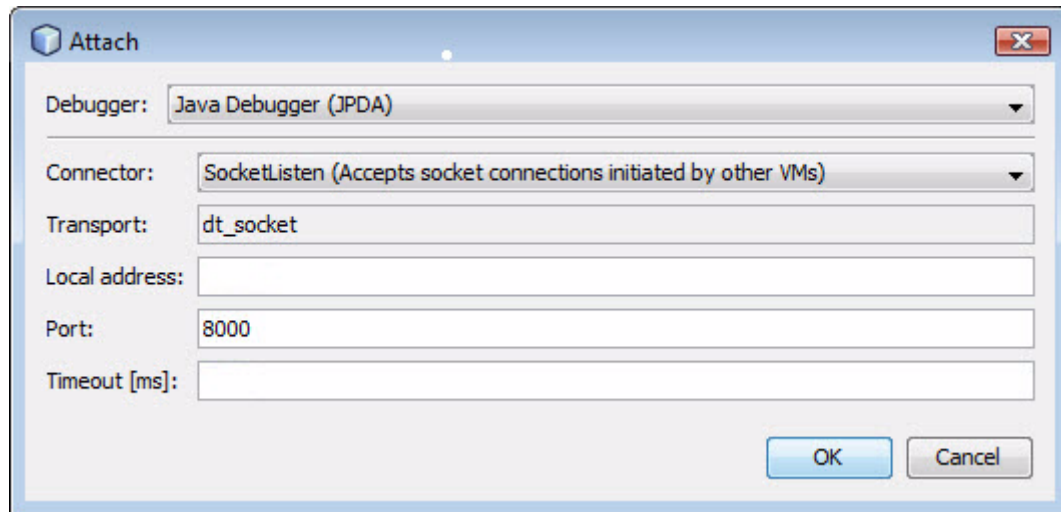 Attach
Debugger: Java Debugger (JPDA)
Connector: SocketListen (Accepts socket connections initiated by other VMs)
Transport: dt_socket
Local address:
Port: 8000
Timeout [ms]:
OK Cancel